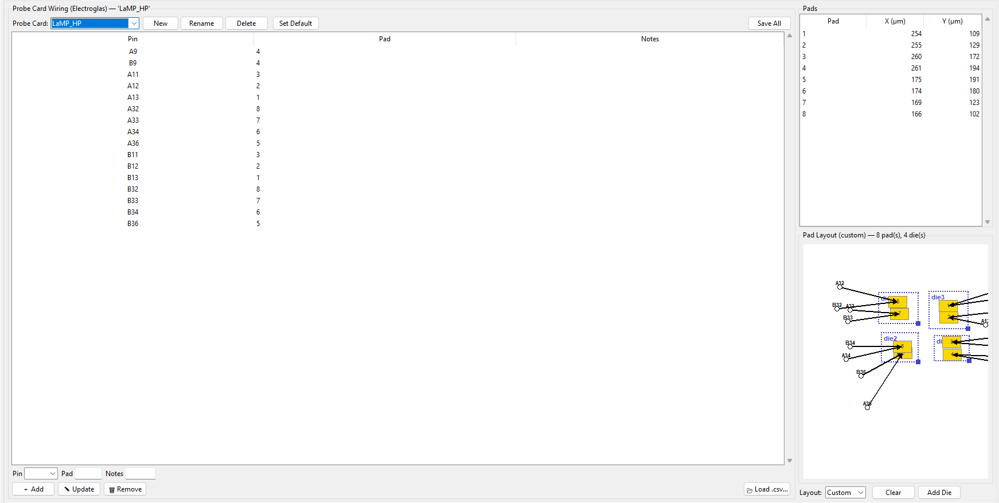 Probe Card Wiring (Electroglas) — 'LaMP_HP'
Probe Card: LaMP_HP New Rename Delete Set Default Save All
Pin Pad Notes
A9 4
B9 4
A11 3
A12 2
A13 1
A32 8
A33 7
A34 6
A36 5
B11 3
B12 2
B13 1
B32 8
B33 7
B34 6
B36 5
Pin Pad Notes
+ Add Update Remove Load .csv...
Pads
Pad X (µm) Y (µm)
1 254 109
2 255 129
3 260 172
4 261 194
5 175 191
6 174 180
7 169 123
8 166 102
Pad Layout (custom) — 8 pad(s), 4 die(s)
A32
die3
B32 A33
B33
A1
die2
di
B34
A34
B36
A36
Layout: Custom Clear Add Die